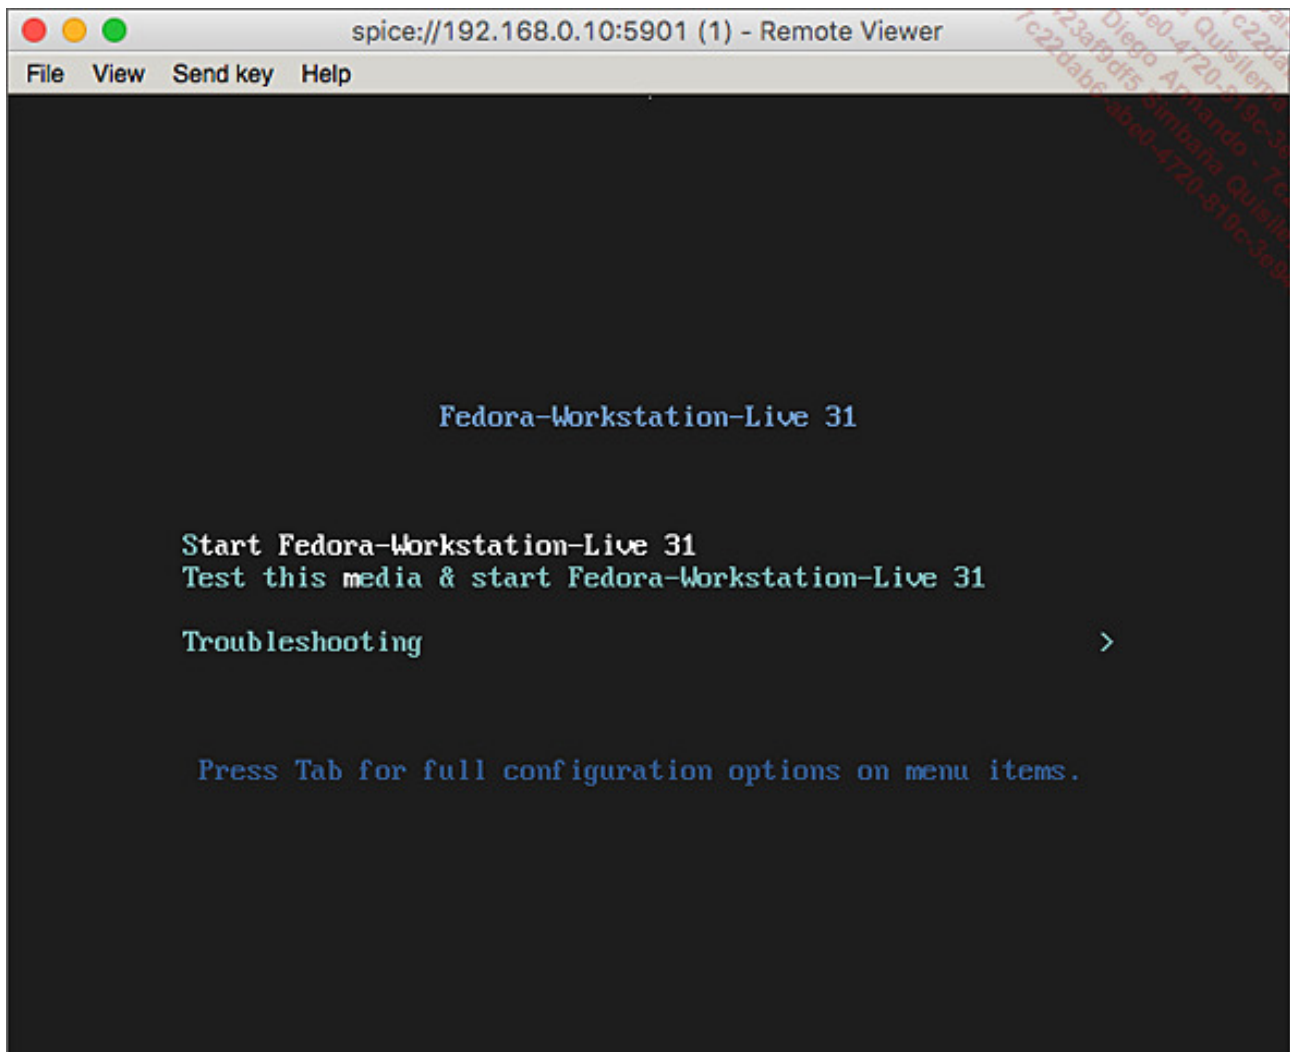 spice://192.168.0.10:5901 (1) - Remote Viewer
File View Send key Help
Fedora-Workstation-Live 31
Start Fedora-Workstation-Live 31
Test this media & start Fedora-Workstation-Live 31
Troubleshooting >
Press Tab for full configuration options on menu items.